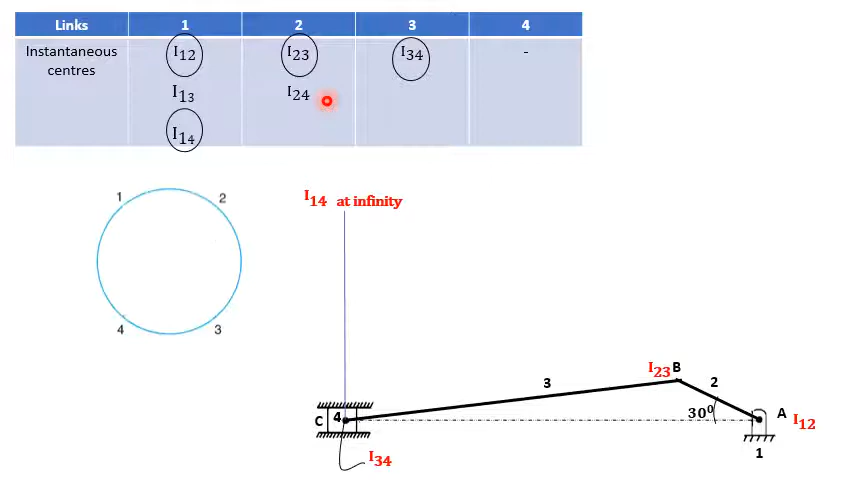 Links 1 2 3 4
Instantaneous centres I12 I23 I34 -
I13 I24
I14
1 2
4 3
I14 at infinity
I23 B
3 2
C 4 30⁰ A I12
1
I34